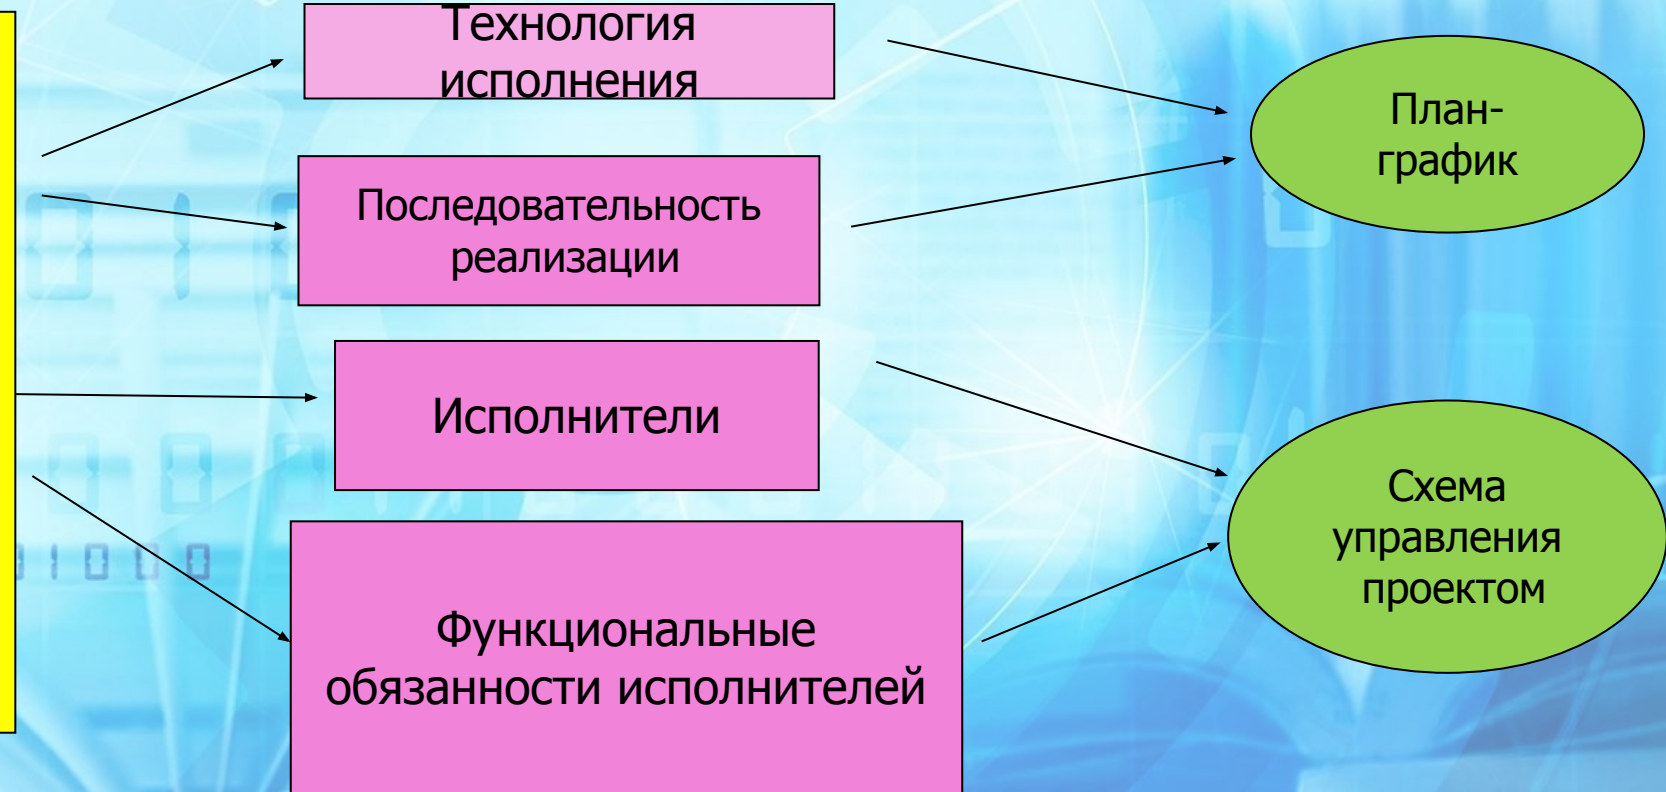 Технология
исполнения
Последовательность
реализации
Исполнители
Функциональные
обязанности исполнителей
План-
график
Схема
управления
проектом